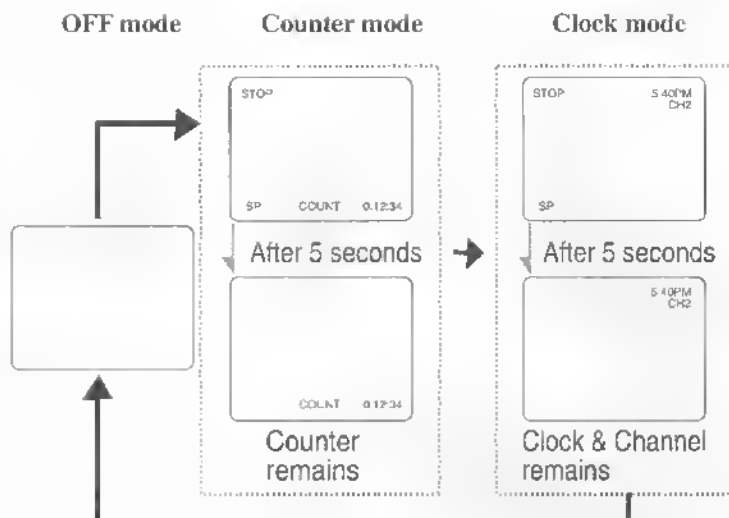 OFF mode
Counter mode
Clock mode
STOP
SP COUNT 0:12:34
After 5 seconds
COUNT 0:12:34
Counter
remains
STOP 5:40PM
CH2
SP
After 5 seconds
5:40PM
CH2
Clock & Channel
remains